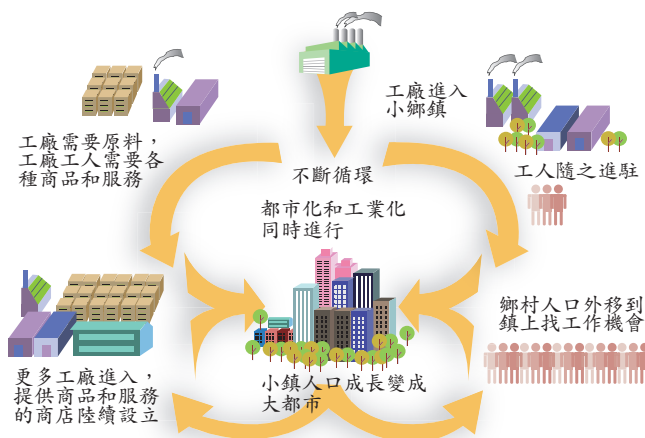 工廠進入
小鄉鎮
工廠需要原料，
工廠工人需要各
種商品和服務
工人隨之進駐
不斷循環
都市化和工業化
同時進行
鄉村人口外移到
鎮上找工作機會
更多工廠進入，
提供商品和服務
的商店陸續設立
小鎮人口成長變成
大都市